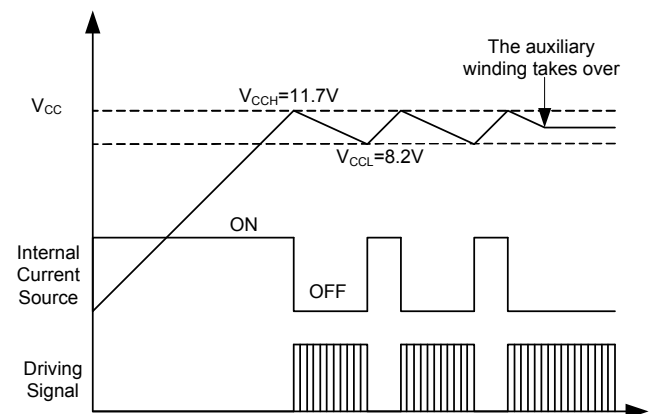 The auxiliary
winding takes over
VCC
VCCH=11.7V
VCCL=8.2V
ON
Internal
Current
Source
OFF
Driving
Signal